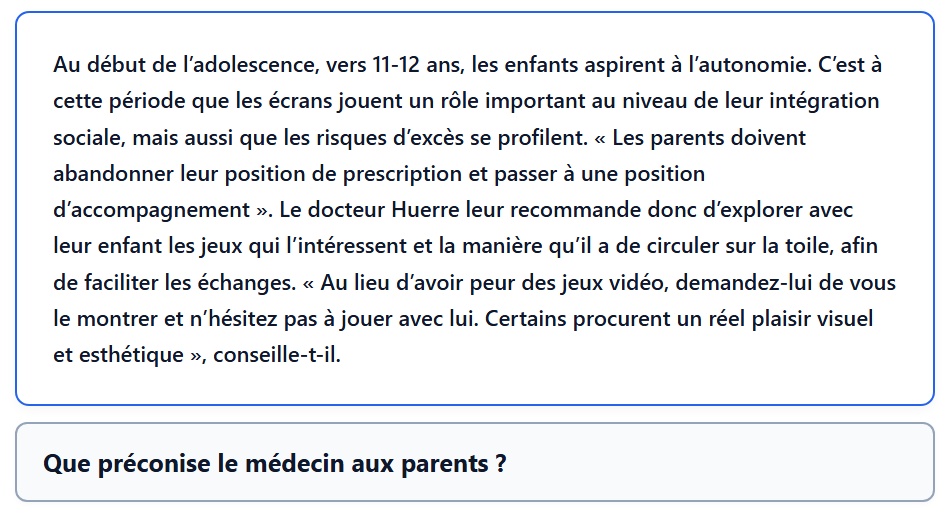 Au début de l’adolescence, vers 11-12 ans, les enfants aspirent à l’autonomie. C’est à
cette période que les écrans jouent un rôle important au niveau de leur intégration
sociale, mais aussi que les risques d’excès se profilent. « Les parents doivent
abandonner leur position de prescription et passer à une position
d’accompagnement ». Le docteur Huerre leur recommande donc d’explorer avec
leur enfant les jeux qui l’intéressent et la manière qu’il a de circuler sur la toile, afin
de faciliter les échanges. « Au lieu d’avoir peur des jeux vidéo, demandez-lui de vous
le montrer et n’hésitez pas à jouer avec lui. Certains procurent un réel plaisir visuel
et esthétique », conseille-t-il.
Que préconise le médecin aux parents ?